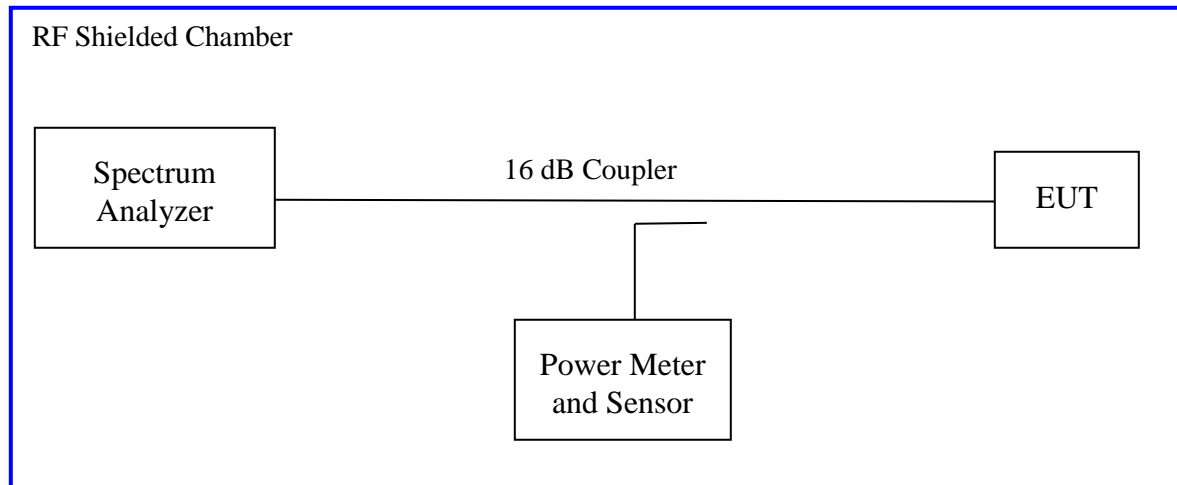 RF Shielded Chamber
Spectrum
Analyzer
16 dB Coupler
EUT
Power Meter
and Sensor